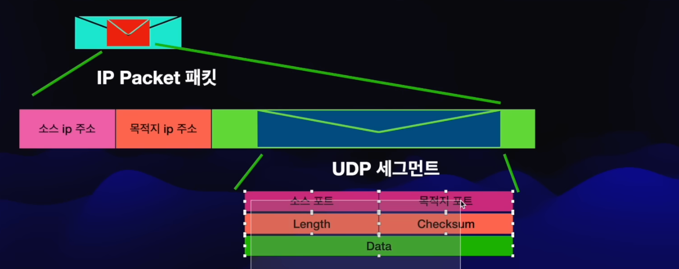 IP Packet 패킷
소스 ip 주소 목적지 ip 주소
UDP 세그먼트
소스 포트 목적지 포트
Length Checksum
Data